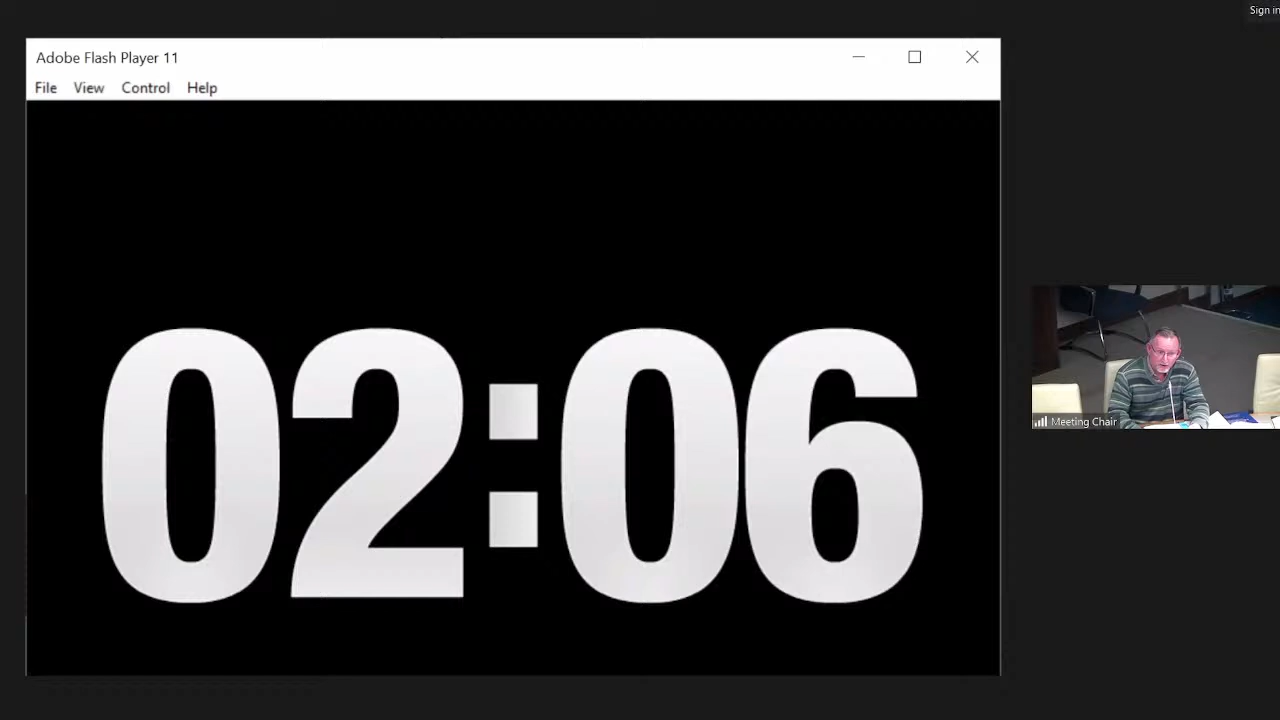 Sign in
Adobe Flash Player 11
File View Control Help
02:06
Meeting Chair